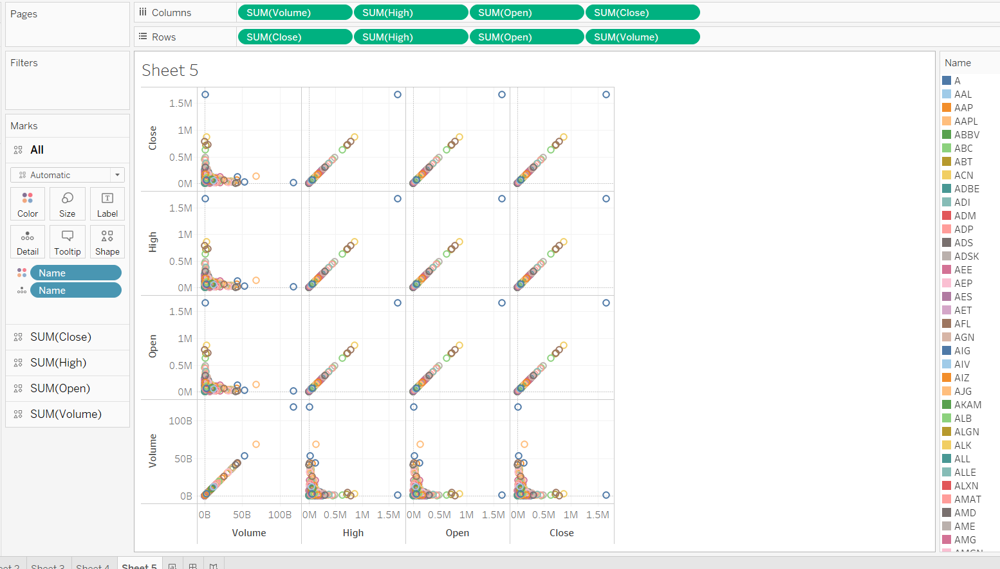 Pages
Columns
SUM(Volume) SUM(High) SUM(Open) SUM(Close)
Rows
SUM(Close) SUM(High) SUM(Open) SUM(Volume)
Filters
Marks
All
Automatic
Color Size Label
Detail Tooltip Shape
Name
Name
SUM(Close)
SUM(High)
SUM(Open)
SUM(Volume)
Sheet 5
Close
1.5M
1M
0.5M
0M
High
1.5M
1M
0.5M
0M
Open
1.5M
1M
0.5M
0M
Volume
100B
50B
0B
0B 50B 100B 0M 0.5M 1M 1.5M 0M 0.5M 1M 1.5M 0M 0.5M 1M 1.5M
Volume High Open Close
Name
A
AAL
AAP
AAPL
ABBV
ABC
ABT
ACN
ADBE
ADI
ADM
ADP
ADS
ADSK
AEE
AEP
AES
AET
AFL
AGN
AIG
AIV
AIZ
AJG
AKAM
ALB
ALGN
ALK
ALL
ALLE
ALXN
AMAT
AMD
AME
AMG
AMGN
Sheet 3 Sheet 4 Sheet 5